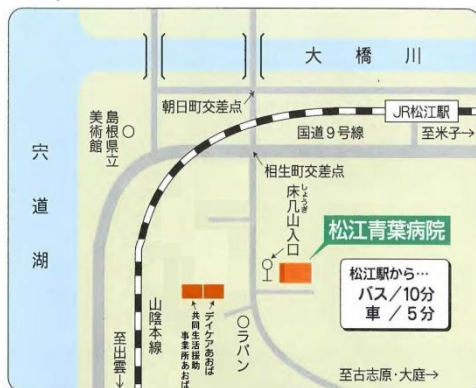 大橋川
朝日町交差点
JR松江駅
国道9号線
至米子→
島根県立
美術館
宍道湖
相生町交差点
しょうぎ
床几山入口
松江青葉病院
松江駅から…
バス/10分
車/5分
山陰本線
至出雲→
デイケアあおば
共同生活援助
事業所あおば
ラパン
至古志原・大庭→